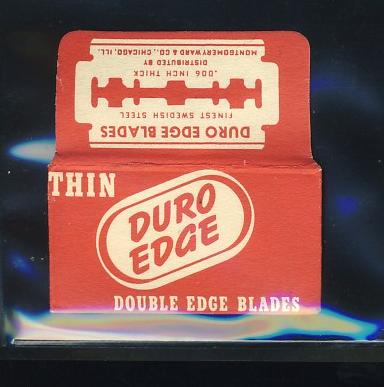 DURO EDGE BLADES
FINEST SWEDISH STEEL
.006 INCH THICK
DISTRIBUTED BY
MONTGOMERY WARD & CO., CHICAGO, ILL.
THIN
DURO
EDGE
DOUBLE EDGE BLADES